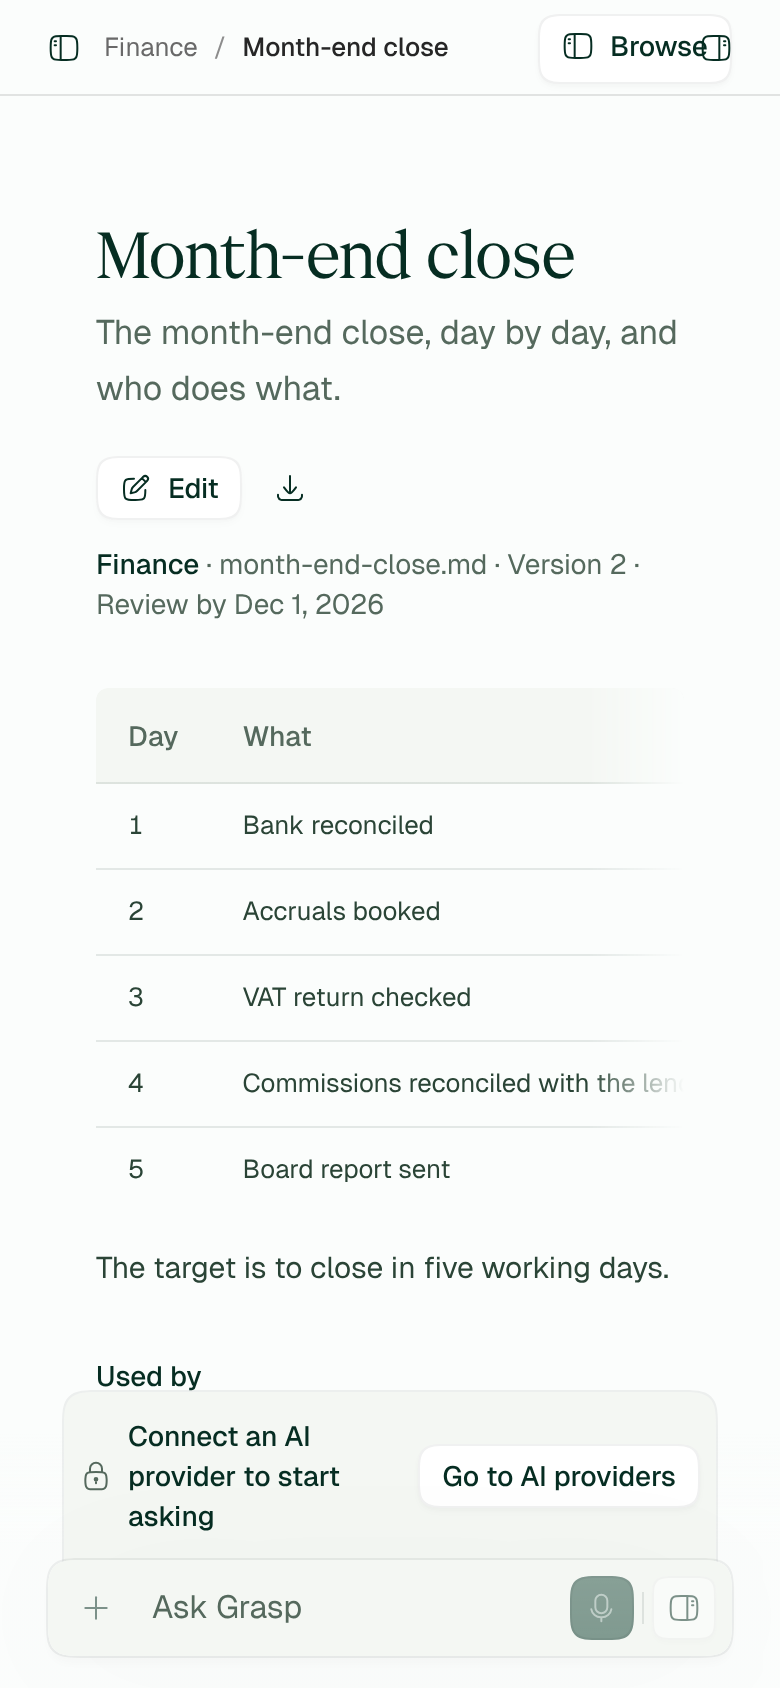 Finance / Month-end close
Browse
Month-end close
The month-end close, day by day, and
who does what.
Edit
Finance · month-end-close.md · Version 2 ·
Review by Dec 1, 2026
Day What
1 Bank reconciled
2 Accruals booked
3 VAT return checked
4 Commissions reconciled with the
5 Board report sent
The target is to close in five working days.
Used by
Connect an AI
provider to start
asking
Go to AI providers
Ask Grasp